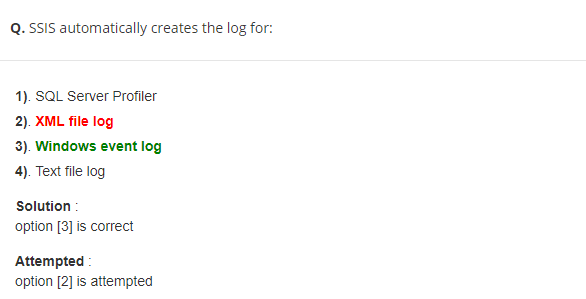 Q. SSIS automatically creates the log for:
1). SQL Server Profiler
2). XML file log
3). Windows event log
4). Text file log
Solution :
option [3] is correct
Attempted :
option [2] is attempted